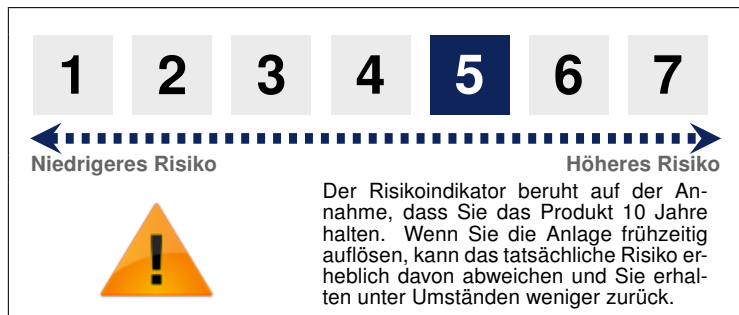 1 2 3 4 5 6 7
Niedrigeres Risiko Höheres Risiko
Der Risikoindikator beruht auf der An-
nahme, dass Sie das Produkt 10 Jahre
halten. Wenn Sie die Anlage frühzeitig
auflösen, kann das tatsächliche Risiko er-
heblich davon abweichen und Sie erhal-
ten unter Umständen weniger zurück.
!